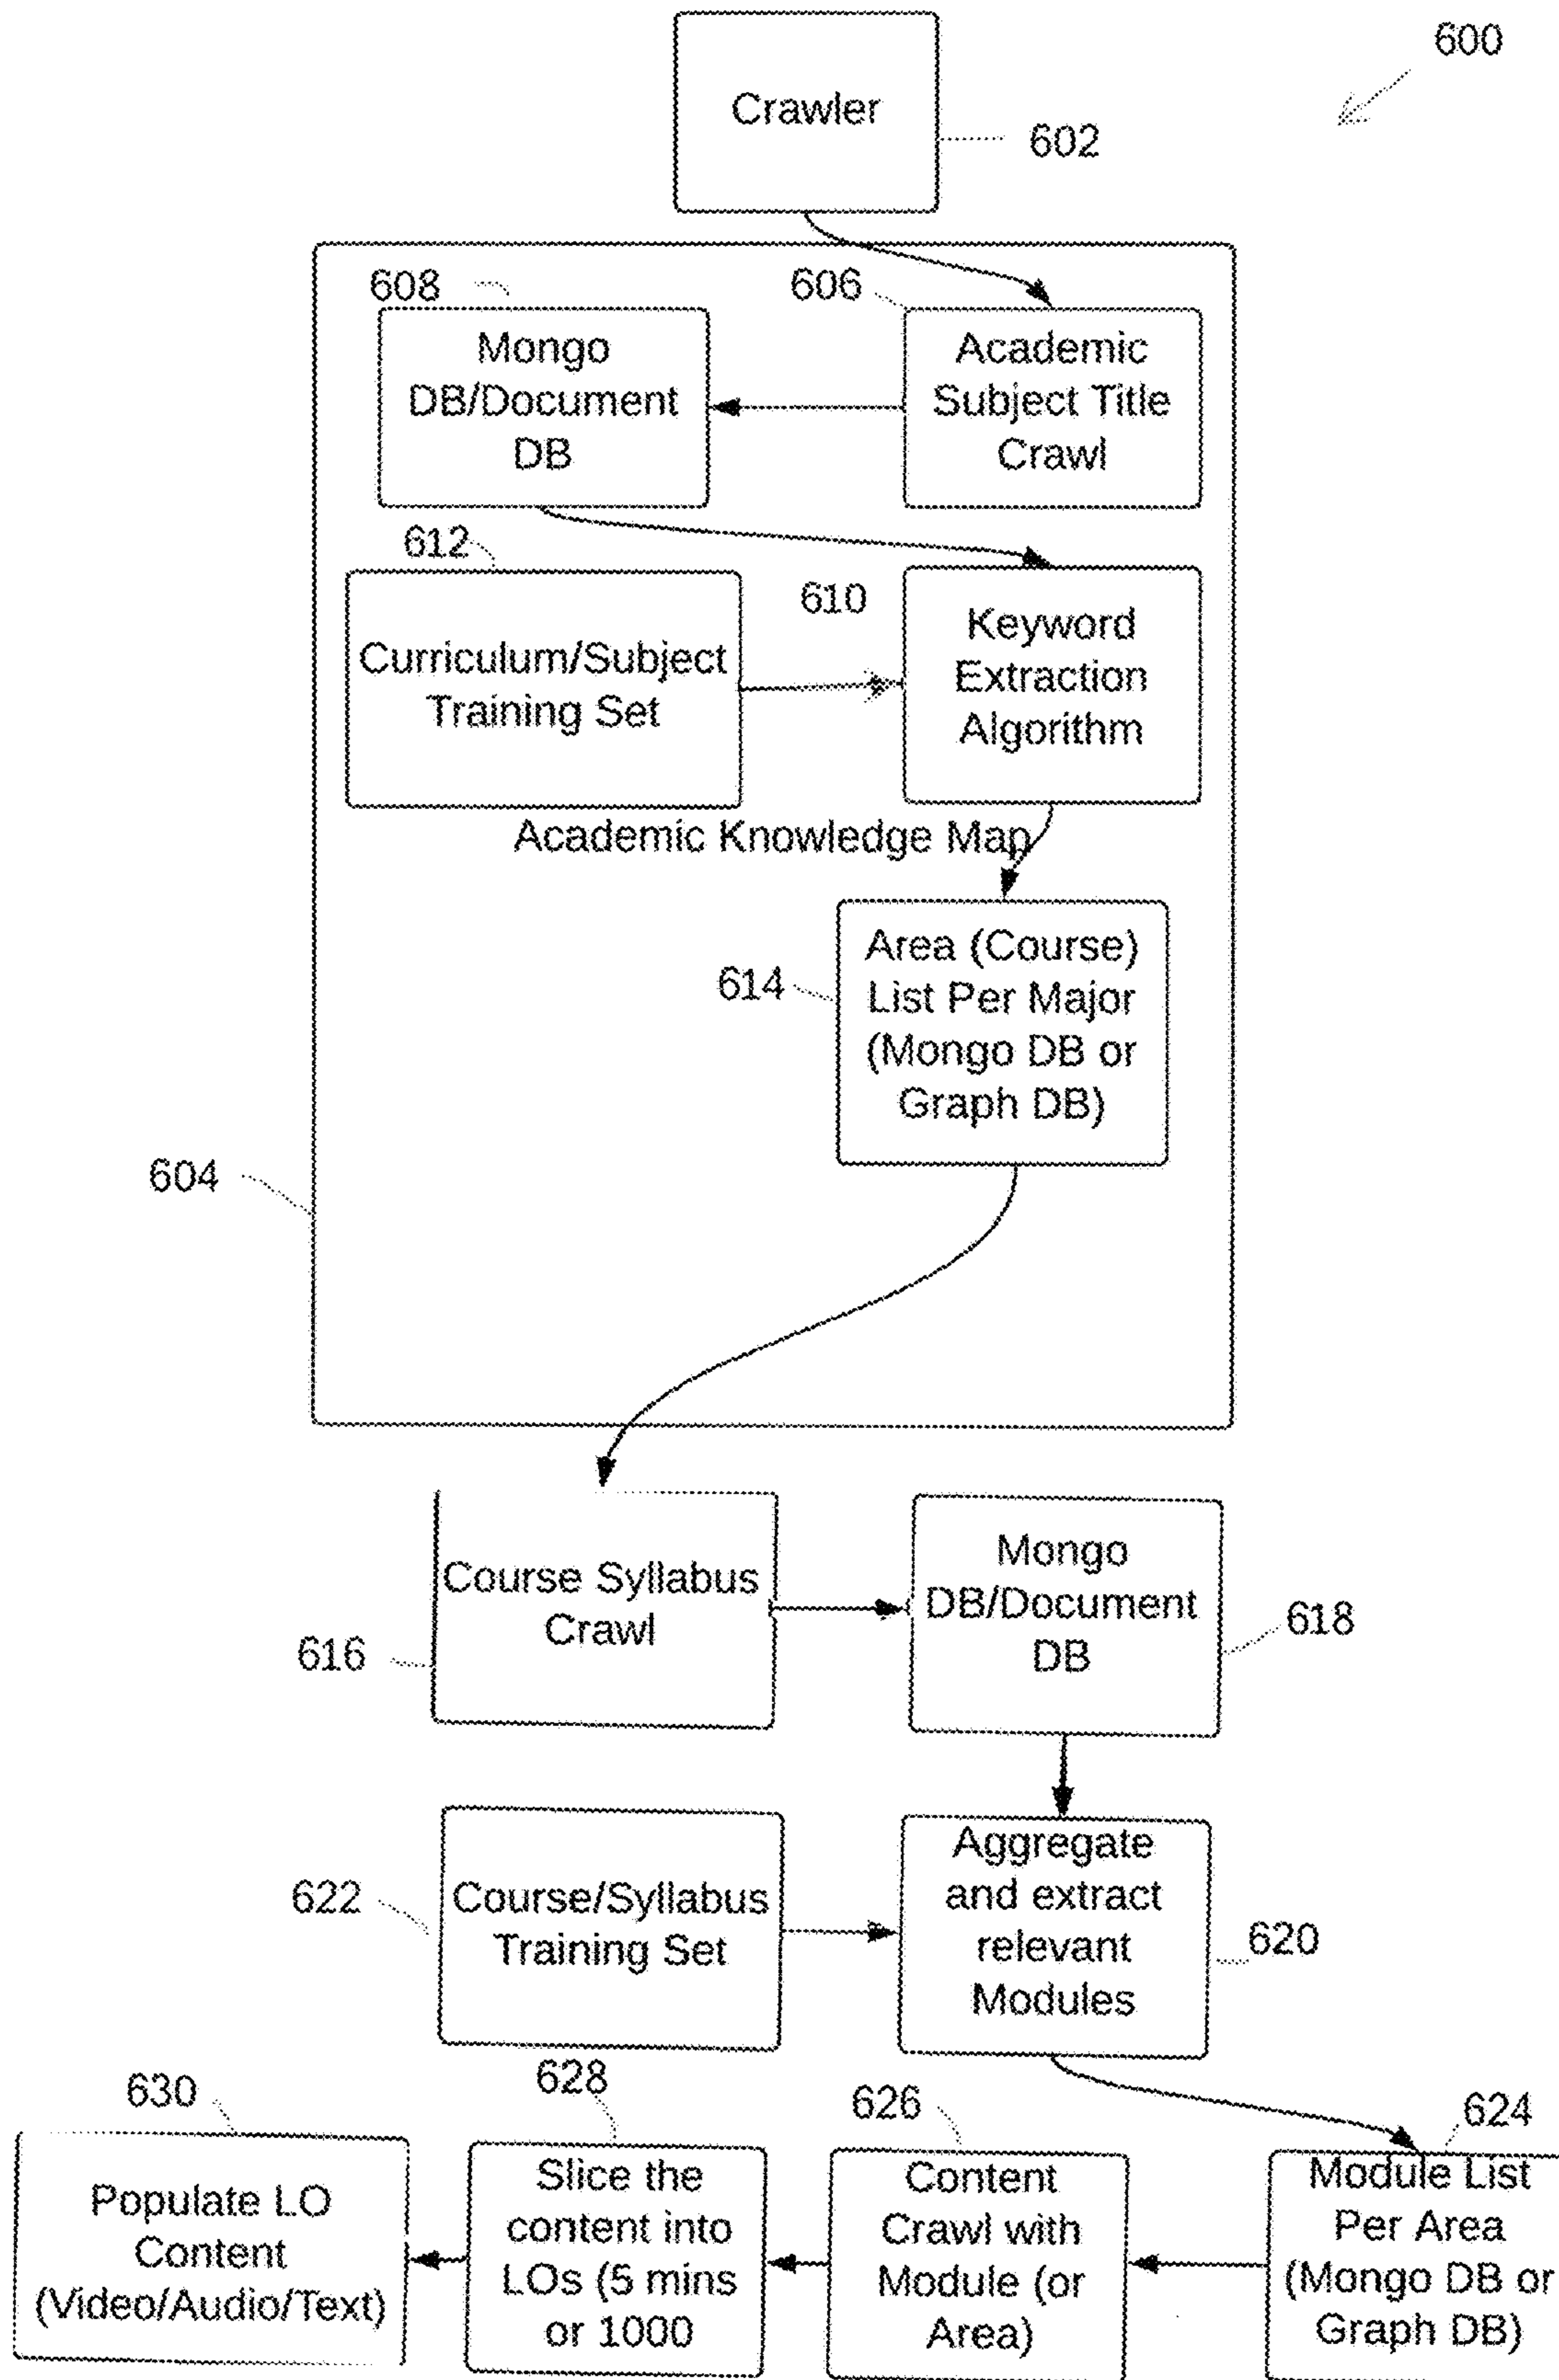 600
Crawler
602
608
606
Mongo
DB/Document
DB
Academic
Subject Title
Crawl
612
610
Curriculum/Subject
Training Set
Keyword
Extraction
Algorithm
Academic Knowledge Map
614
Area (Course)
List Per Major
(Mongo DB or
Graph DB)
604
Course Syllabus
Crawl
616
Mongo
DB/Document
DB
618
622
Course/Syllabus
Training Set
Aggregate
and extract
relevant
Modules
620
630
628
626
624
Populate LO
Content
(Video/Audio/Text)
Slice the
content into
LOs (5 mins
or 1000
Content
Crawl with
Module (or
Area)
Module List
Per Area
(Mongo DB or
Graph DB)